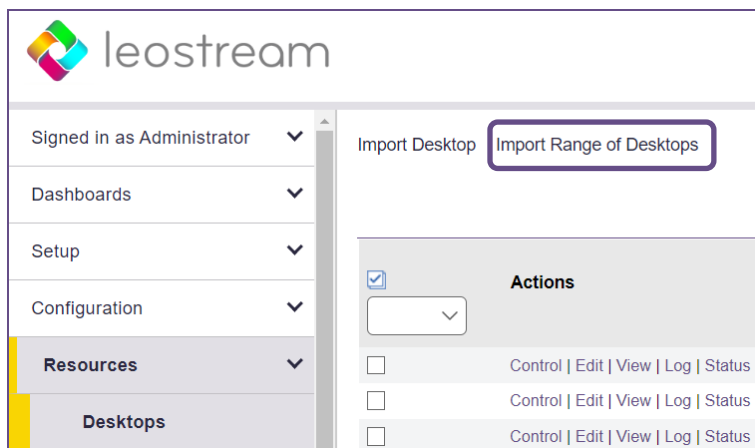 leostream
Signed in as Administrator
Dashboards
Setup
Configuration
Resources
Desktops
Import Desktop Import Range of Desktops
Actions
Control | Edit | View | Log | Status
Control | Edit | View | Log | Status
Control | Edit | View | Log | Status